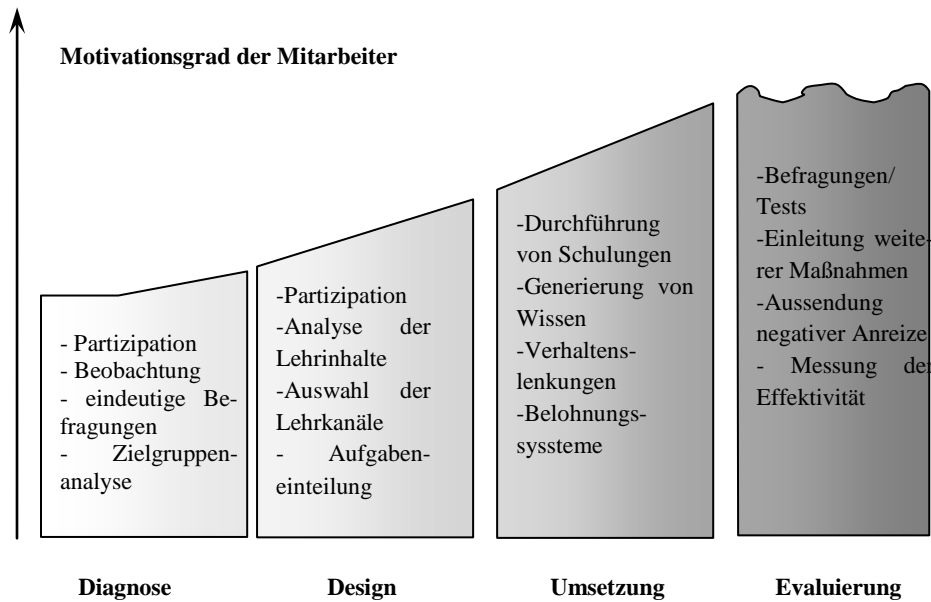 Motivationsgrad der Mitarbeiter
- Partizipation
- Beobachtung
- eindeutige Be-
fragungen
- Zielgruppen-
analyse
-Partizipation
-Analyse der
Lehrinhalte
-Auswahl der
Lehrkanäle
- Aufgaben-
einteilung
-Durchführung
von Schulungen
-Generierung von
Wissen
-Verhaltens-
lenkungen
-Belohnungs-
syssteme
-Befragungen/
Tests
-Einleitung weite-
rer Maßnahmen
-Aussendung
negativer Anreize
- Messung der
Effektivität
Diagnose Design Umsetzung Evaluierung